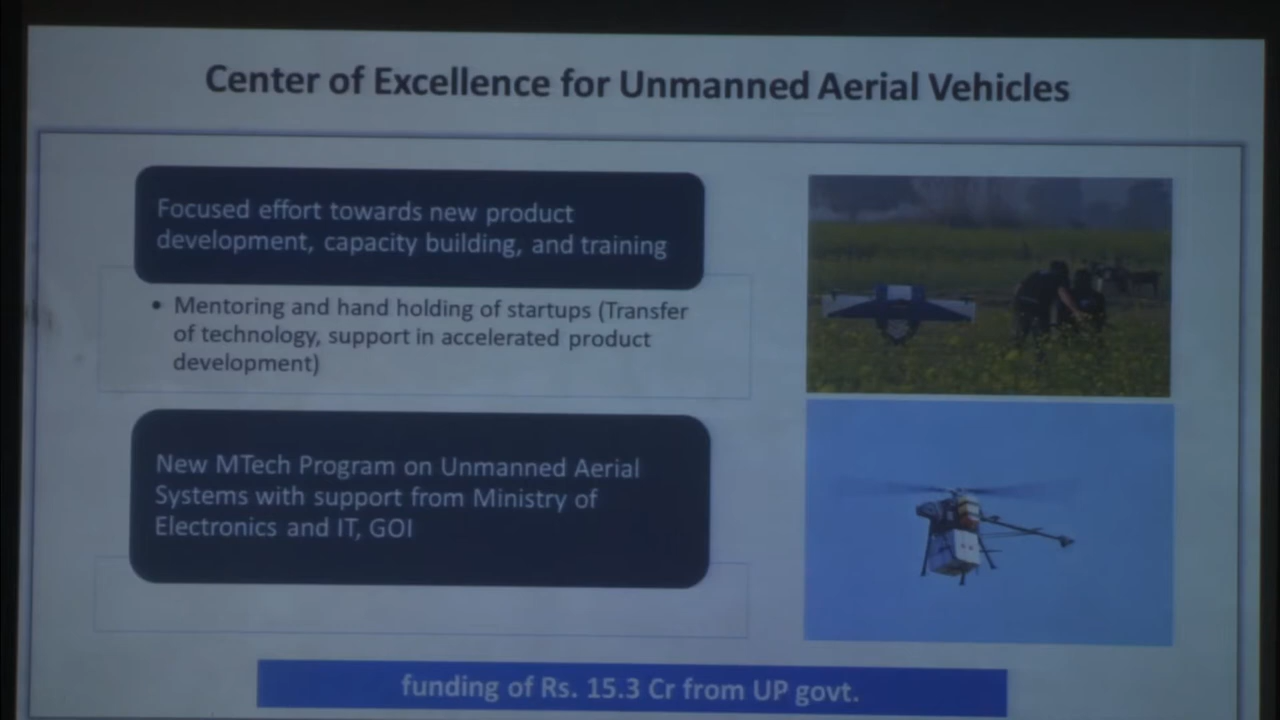 Center of Excellence for Unmanned Aerial Vehicles
Focused effort towards new product
development, capacity building, and training
• Mentoring and hand holding of startups (Transfer
of technology, support in accelerated product
development)
New MTech Program on Unmanned Aerial
Systems with support from Ministry of
Electronics and IT, GOI
funding of Rs. 15.3 Cr from UP govt.